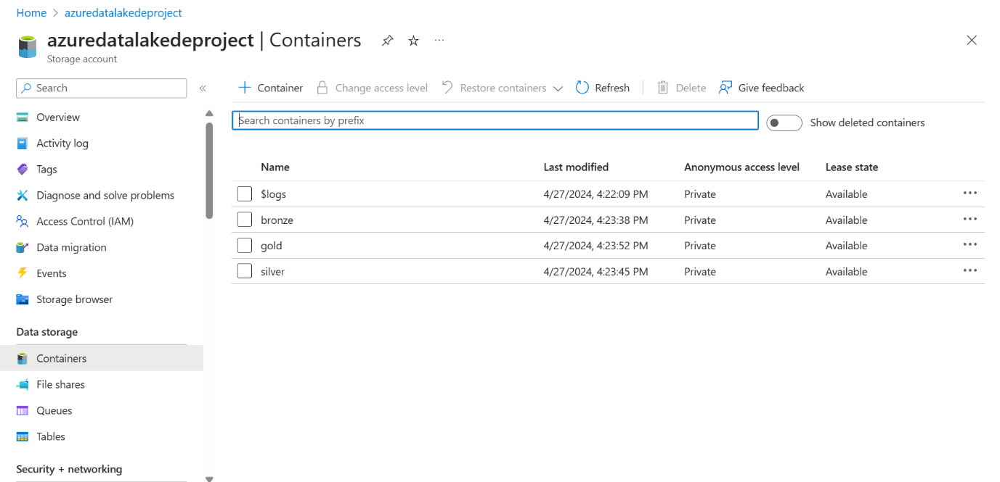 Home > azuredatalakedeproject
azuredatalakedeproject | Containers ...
Storage account
Search «
Overview
Activity log
Tags
Diagnose and solve problems
Access Control (IAM)
Data migration
Events
Storage browser
Data storage
Containers
File shares
Queues
Tables
Security + networking
+ Container Change access level Restore containers Refresh Delete Give feedback
Search containers by prefix Show deleted containers
Name Last modified Anonymous access level Lease state
$logs 4/27/2024, 4:22:09 PM Private Available ...
bronze 4/27/2024, 4:23:38 PM Private Available ...
gold 4/27/2024, 4:23:52 PM Private Available ...
silver 4/27/2024, 4:23:45 PM Private Available ...